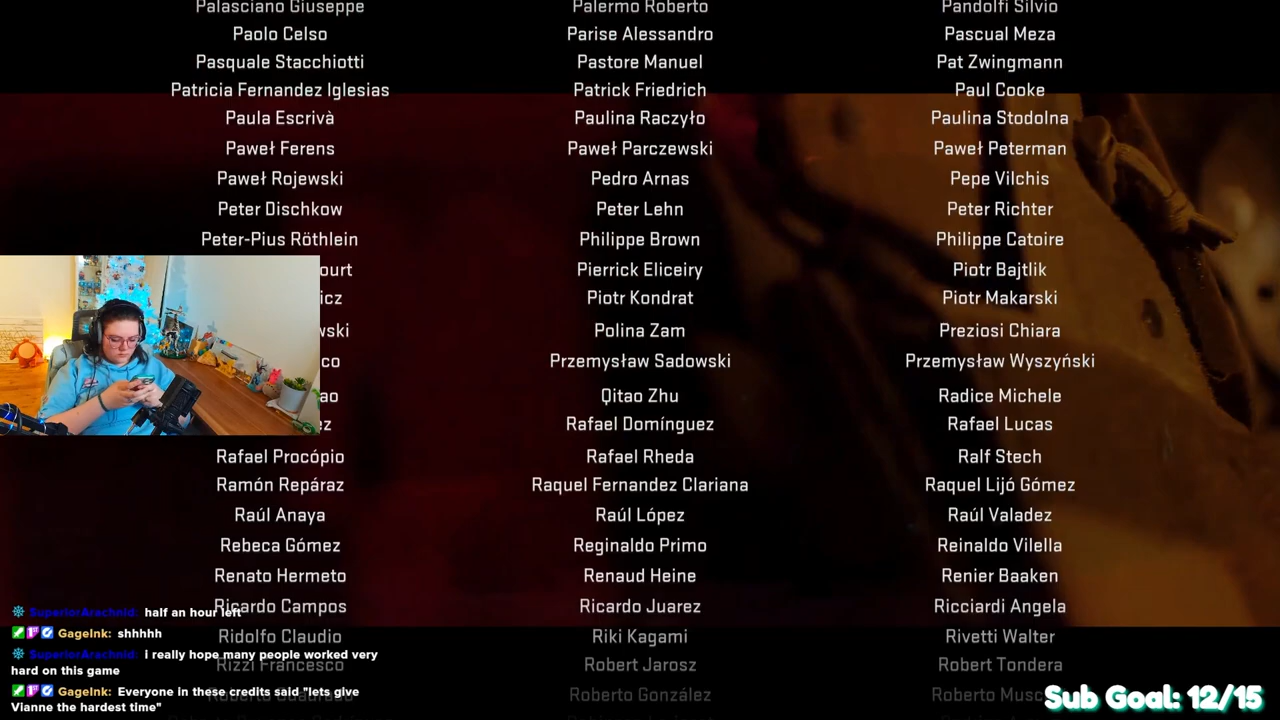 Palasciano Giuseppe Palermo Roberto Pandolfi Silvio
Paolo Celso Parise Alessandro Pascual Meza
Pasquale Stacchiotti Pastore Manuel Pat Zwingmann
Patricia Fernandez Iglesias Patrick Friedrich Paul Cooke
Paula Escrivà Paulina Raczyło Paulina Stodolna
Paweł Ferens Paweł Parczewski Paweł Peterman
Paweł Rojewski Pedro Arnas Pepe Vilchis
Peter Dischkow Peter Lehn Peter Richter
Peter-Pius Röthlein Philippe Brown Philippe Catoire
Pierrick Eliceiry Piotr Bajtlik
Piotr Kondrat Piotr Makarski
Polina Zam Preziosi Chiara
Przemysław Sadowski Przemysław Wyszyński
Qitao Zhu Radice Michele
Rafael Domínguez Rafael Lucas
Rafael Procópio Rafael Rheda Ralf Stech
Ramón Repáraz Raquel Fernandez Clariana Raquel Lijó Gómez
Raúl Anaya Raúl López Raúl Valadez
Rebeca Gómez Reginaldo Primo Reinaldo Vilella
Renato Hermeto Renaud Heine Renier Baaken
Ricardo Campos Ricardo Juarez Ricciardi Angela
Ridolfo Claudio Riki Kagami Rivetti Walter
Rizzi Francesco Robert Jarosz Robert Tondera
Roberto González
SuperiorArachnid: half an hour left
GageInk: shhhhh
SuperiorArachnid: i really hope many people worked very
hard on this game
GageInk: Everyone in these credits said "lets give
Vianne the hardest time"
Sub Goal: 12/15